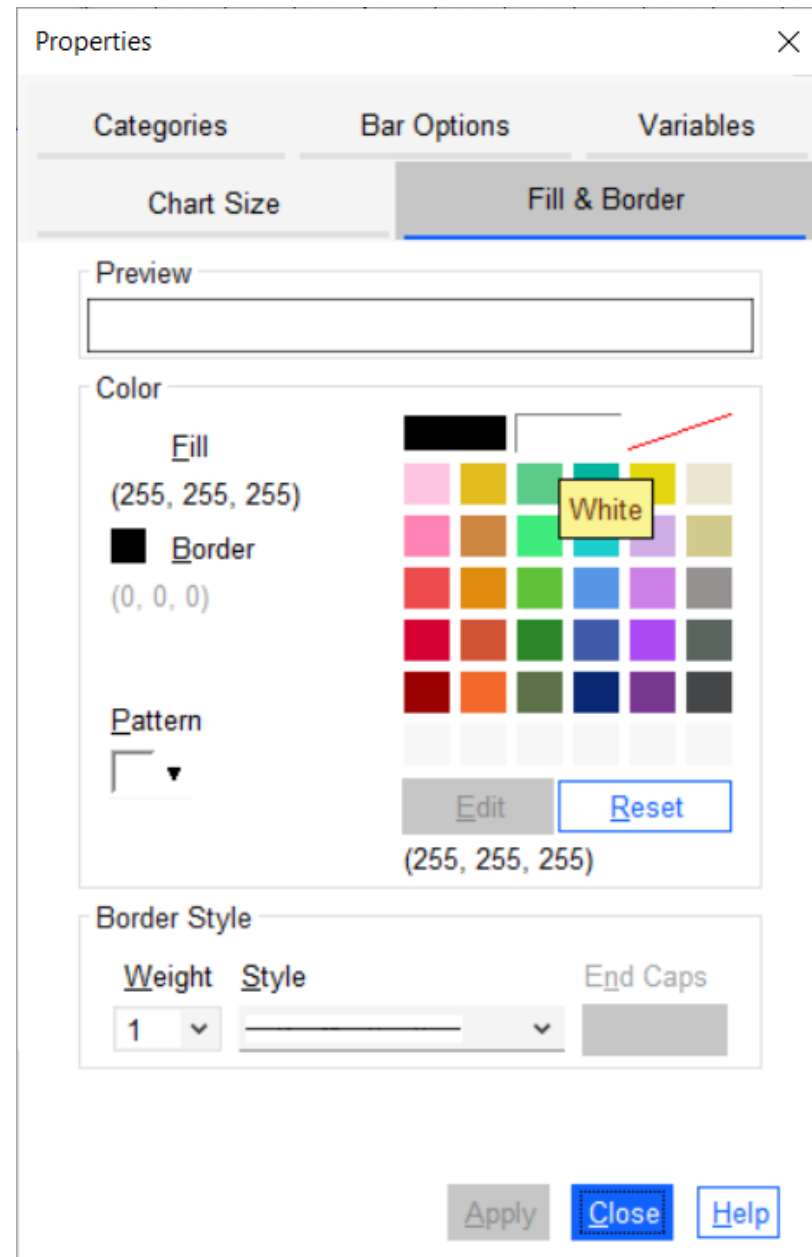 Properties
Categories Bar Options Variables
Chart Size Fill & Border
Preview
Color
Fill
(255, 255, 255)
White
Border
(0, 0, 0)
Pattern
Edit Reset
(255, 255, 255)
Border Style
Weight Style End Caps
1
Apply Close Help